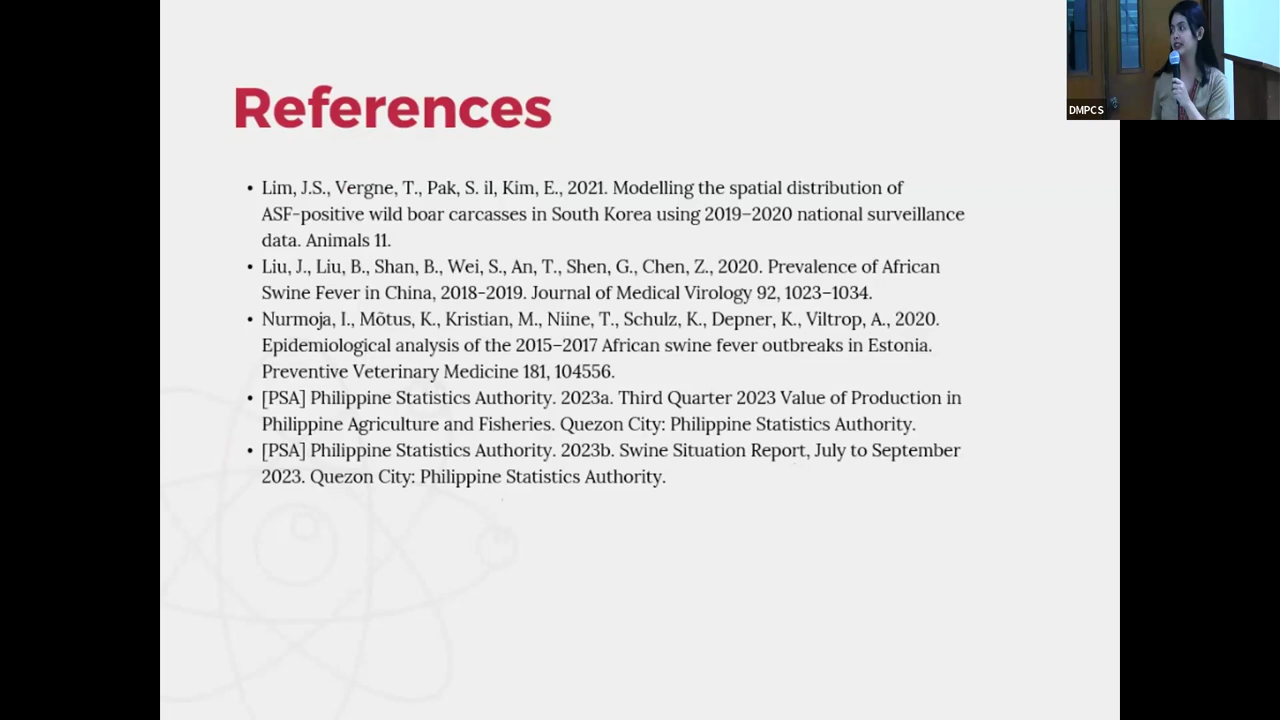 References
• Lim, J.S., Vergne, T., Pak, S. il, Kim, E., 2021. Modelling the spatial distribution of
ASF-positive wild boar carcasses in South Korea using 2019–2020 national surveillance
data. Animals 11.
• Liu, J., Liu, B., Shan, B., Wei, S., An, T., Shen, G., Chen, Z., 2020. Prevalence of African
Swine Fever in China, 2018-2019. Journal of Medical Virology 92, 1023–1034.
• Nurmoja, I., Mõtus, K., Kristian, M., Niine, T., Schulz, K., Depner, K., Viltrop, A., 2020.
Epidemiological analysis of the 2015–2017 African swine fever outbreaks in Estonia.
Preventive Veterinary Medicine 181, 104556.
• [PSA] Philippine Statistics Authority. 2023a. Third Quarter 2023 Value of Production in
Philippine Agriculture and Fisheries. Quezon City: Philippine Statistics Authority.
• [PSA] Philippine Statistics Authority. 2023b. Swine Situation Report, July to September
2023. Quezon City: Philippine Statistics Authority.
DMPCS